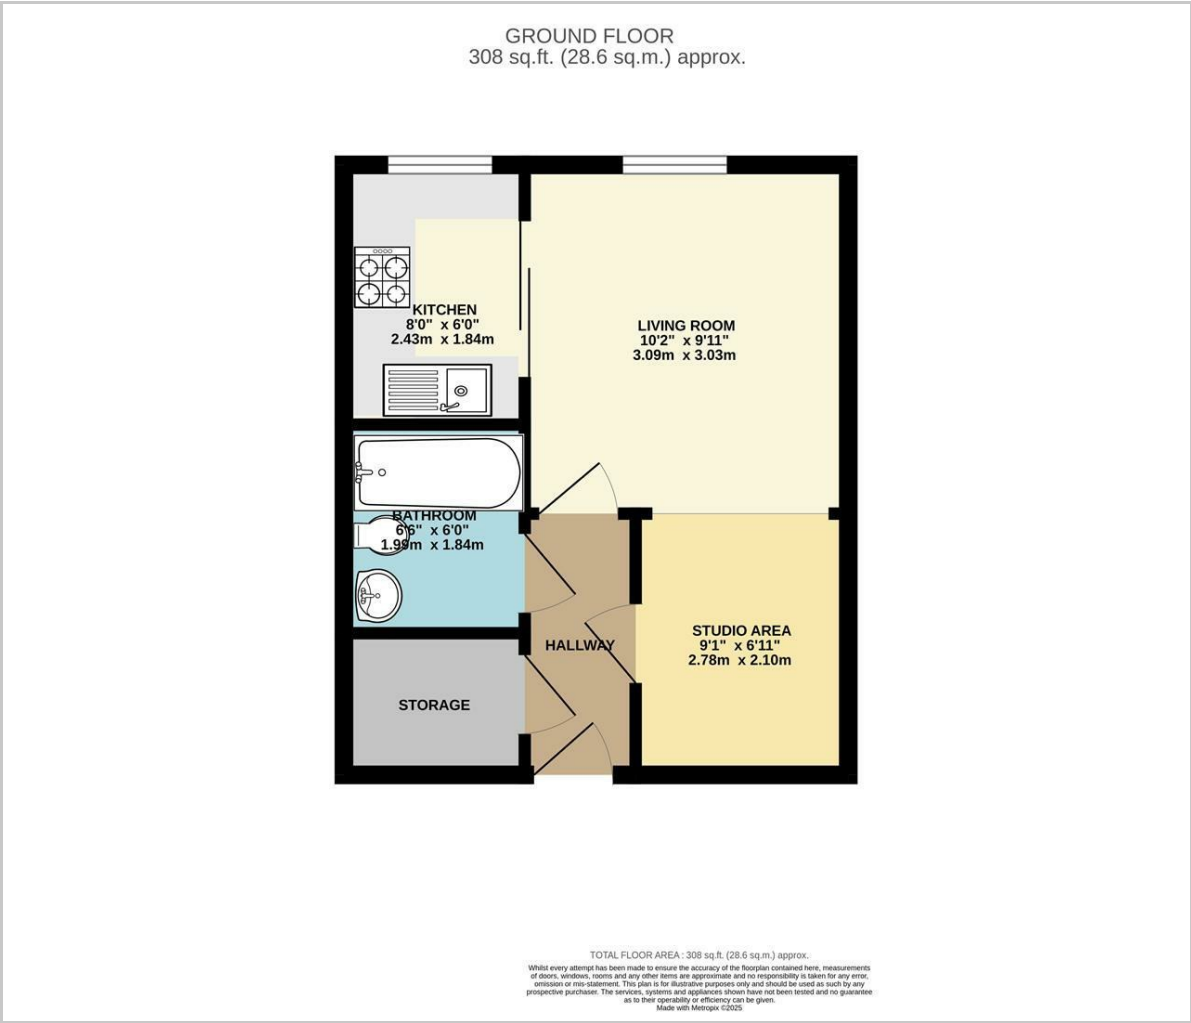 GROUND FLOOR
308 sq.ft. (28.6 sq.m.) approx.
KITCHEN
8'0" x 6'0"
2.43m x 1.84m
LIVING ROOM
10'2" x 9'11"
3.09m x 3.03m
BATHROOM
6'6" x 6'0"
1.99m x 1.84m
HALLWAY
STUDIO AREA
9'1" x 6'11"
2.78m x 2.10m
STORAGE
TOTAL FLOOR AREA : 308 sq.ft. (28.6 sq.m.) approx.
Whilst every attempt has been made to ensure the accuracy of the floorplan contained here, measurements
of doors, windows, rooms and any other items are approximate and no responsibility is taken for any error,
omission or mis-statement. This plan is for illustrative purposes only and should be used as such by any
prospective purchaser. The services, systems and appliances shown have not been tested and no guarantee
as to their operability or efficiency can be given.
Made with Metropix ©2025